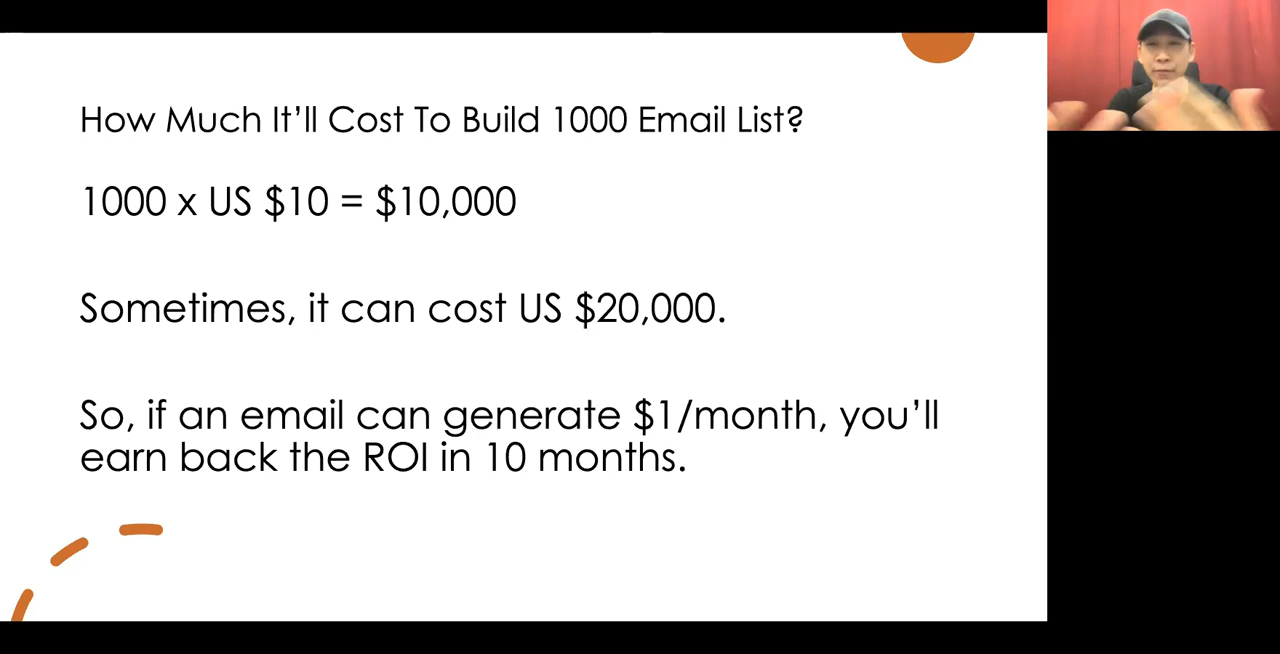 How Much It’ll Cost To Build 1000 Email List?
1000 x US $10 = $10,000
Sometimes, it can cost US $20,000.
So, if an email can generate $1/month, you’ll
earn back the ROI in 10 months.